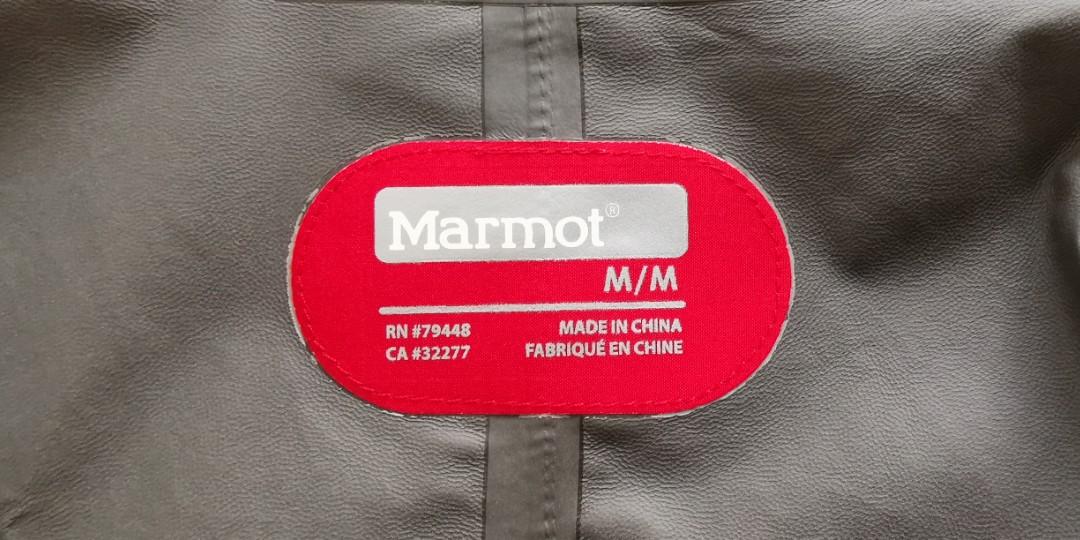 Marmot®
M/M
RN #79448
CA #32277
MADE IN CHINA
FABRIQUÉ EN CHINE